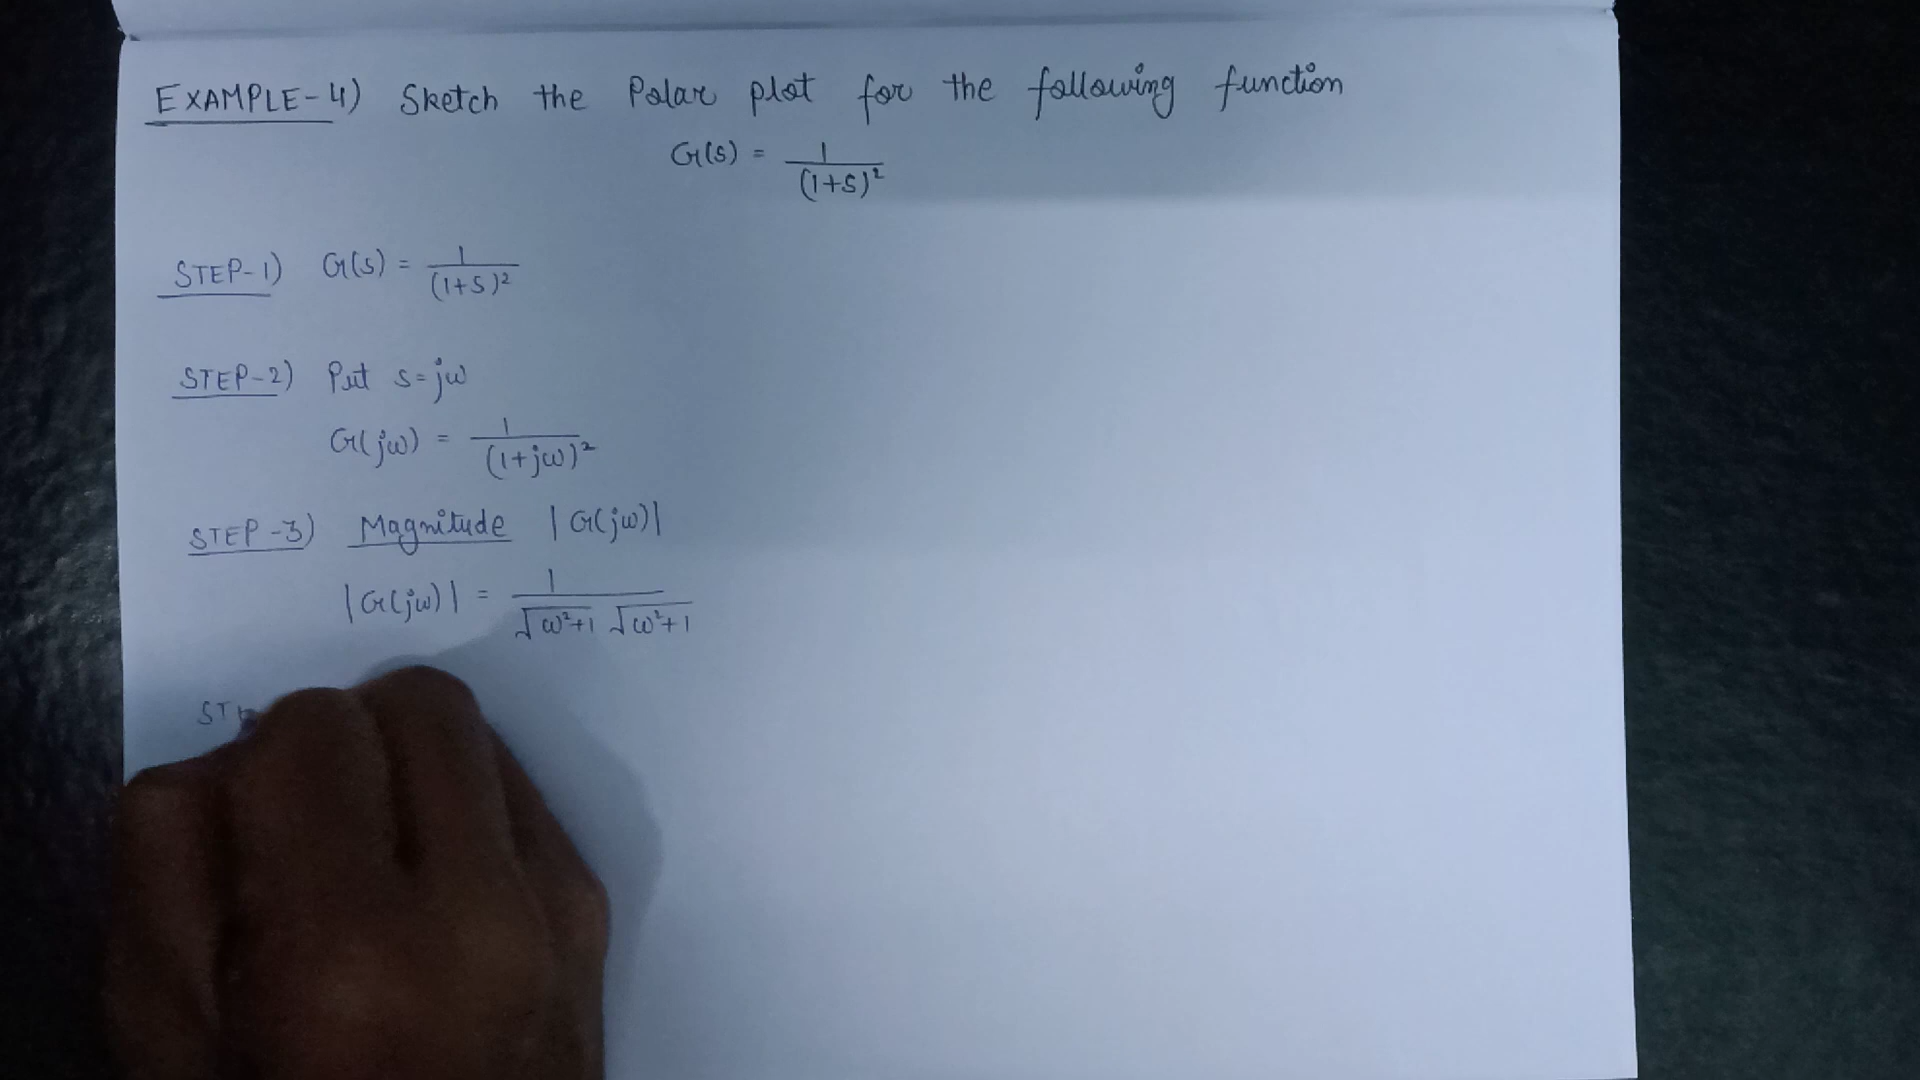 EXAMPLE-4) Sketch the Polar plot for the following function
G(s) = 1/(1+s)²
STEP-1) G(s) = 1/(1+s)²
STEP-2) Put s=jω
G(jω) = 1/(1+jω)²
STEP-3) Magnitude |G(jω)|
|G(jω)| = 1/(√ω²+1 √ω²+1)